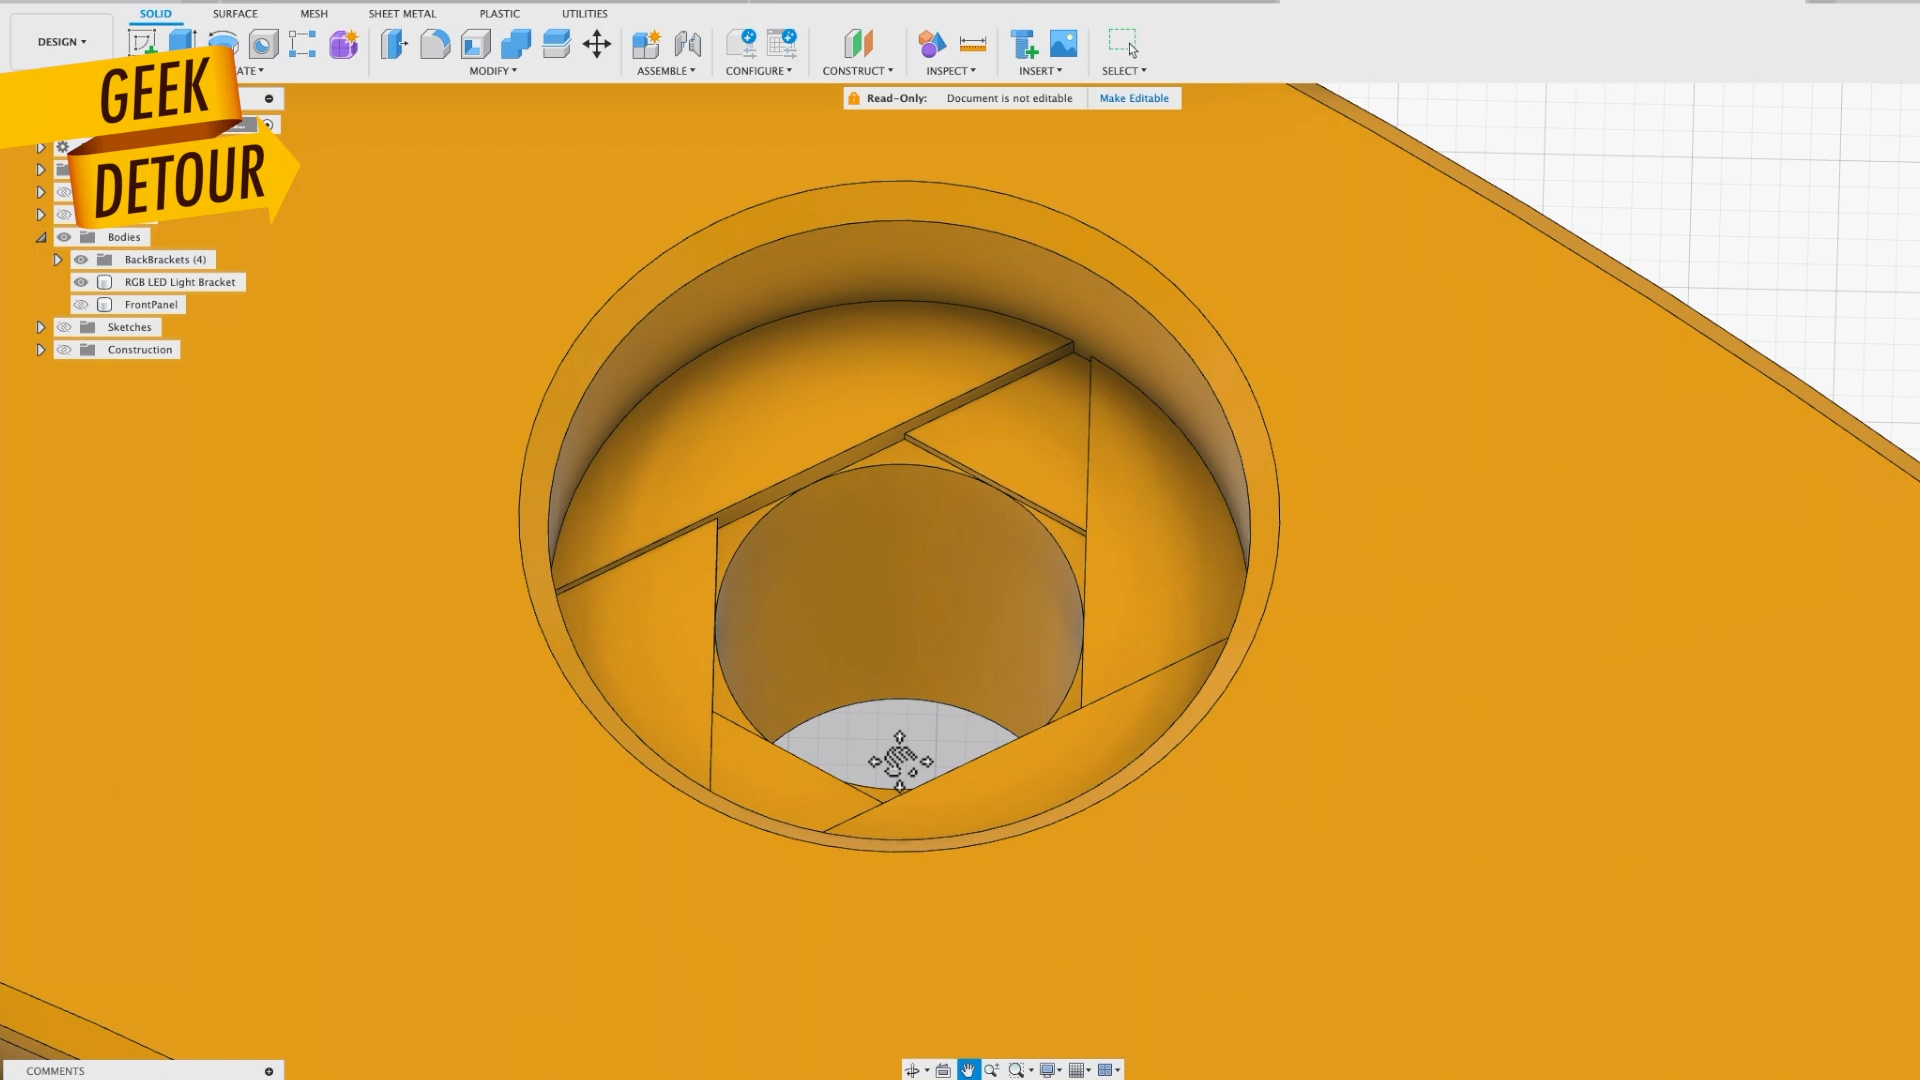 SOLID
SURFACE
MESH
SHEET METAL
PLASTIC
UTILITIES
DESIGN
MODIFY
ASSEMBLE
CONFIGURE
CONSTRUCT
INSPECT
INSERT
SELECT
GEEK
DETOUR
Read-Only: Document is not editable Make Editable
Bodies
BackBrackets (4)
RGB LED Light Bracket
FrontPanel
Sketches
Construction
COMMENTS